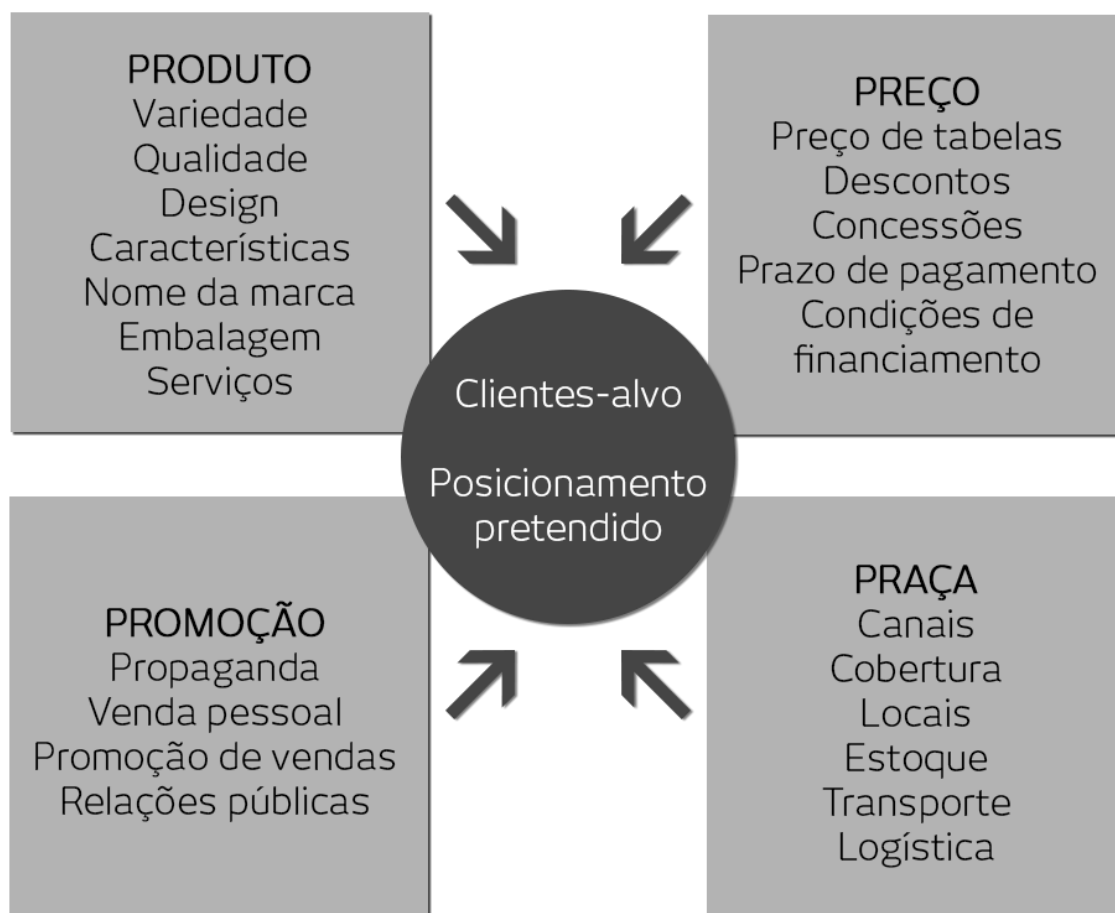 PRODUTO
Variedade
Qualidade
Design
Características
Nome da marca
Embalagem
Serviços
PREÇO
Preço de tabelas
Descontos
Concessões
Prazo de pagamento
Condições de
financiamento
Clientes-alvo
Posicionamento
pretendido
PROMOÇÃO
Propaganda
Venda pessoal
Promoção de vendas
Relações públicas
PRAÇA
Canais
Cobertura
Locais
Estoque
Transporte
Logística